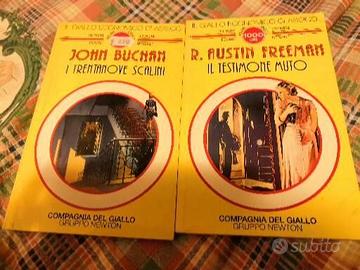 IL GIALLO ECONOMICO CLASSICO
JOHN BUCHAN
I TRENTANOVE SCALINI
COMPAGNIA DEL GIALLO
GRUPPO NEWTON
IL GIALLO ECONOMICO CLASSICO
1000
R. AUSTIN FREEMAN
IL TESTIMONE MUTO
COMPAGNIA DEL GIALLO
GRUPPO NEWTON
subito